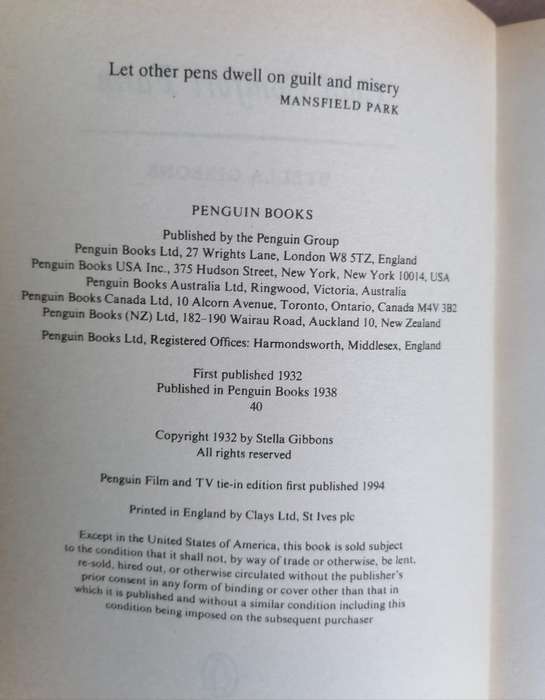 Let other pens dwell on guilt and misery
MANSFIELD PARK
PENGUIN BOOKS
Published by the Penguin Group
Penguin Books Ltd, 27 Wrights Lane, London W8 5TZ, England
Penguin Books USA Inc., 375 Hudson Street, New York, New York 10014, USA
Penguin Books Australia Ltd, Ringwood, Victoria, Australia
Penguin Books Canada Ltd, 10 Alcorn Avenue, Toronto, Ontario, Canada M4V 3B2
Penguin Books (NZ) Ltd, 182–190 Wairau Road, Auckland 10, New Zealand
Penguin Books Ltd, Registered Offices: Harmondsworth, Middlesex, England
First published 1932
Published in Penguin Books 1938
40
Copyright 1932 by Stella Gibbons
All rights reserved
Penguin Film and TV tie-in edition first published 1994
Printed in England by Clays Ltd, St Ives plc
Except in the United States of America, this book is sold subject
to the condition that it shall not, by way of trade or otherwise, be lent,
re-sold, hired out, or otherwise circulated without the publisher's
prior consent in any form of binding or cover other than that in
which it is published and without a similar condition including this
condition being imposed on the subsequent purchaser